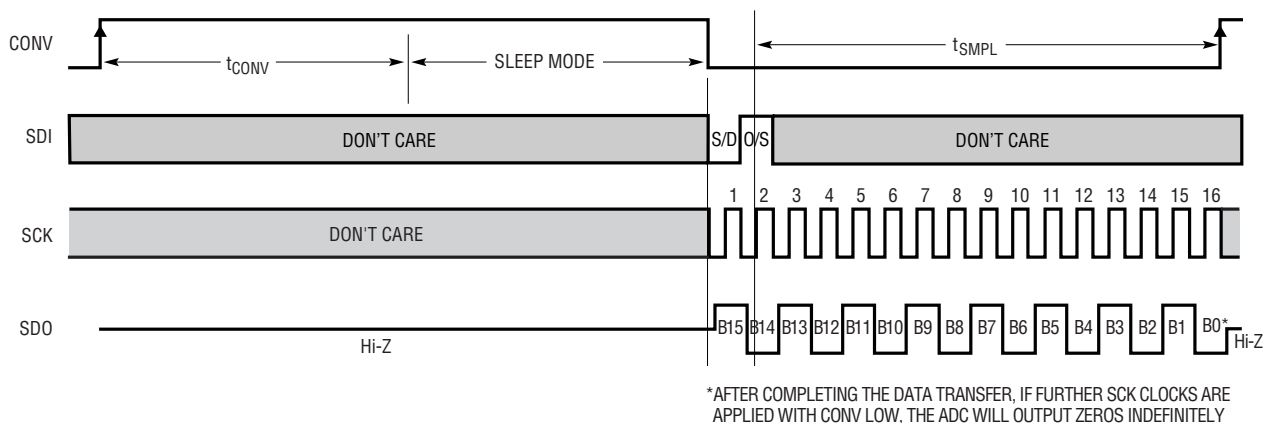 CONV
tCONV
SLEEP MODE
tSMPL
SDI
DON'T CARE
S/D
O/S
DON'T CARE
1 2 3 4 5 6 7 8 9 10 11 12 13 14 15 16
SCK
DON'T CARE
SDO
Hi-Z
B15 B14 B13 B12 B11 B10 B9 B8 B7 B6 B5 B4 B3 B2 B1 B0*
Hi-Z
*AFTER COMPLETING THE DATA TRANSFER, IF FURTHER SCK CLOCKS ARE
APPLIED WITH CONV LOW, THE ADC WILL OUTPUT ZEROS INDEFINITELY